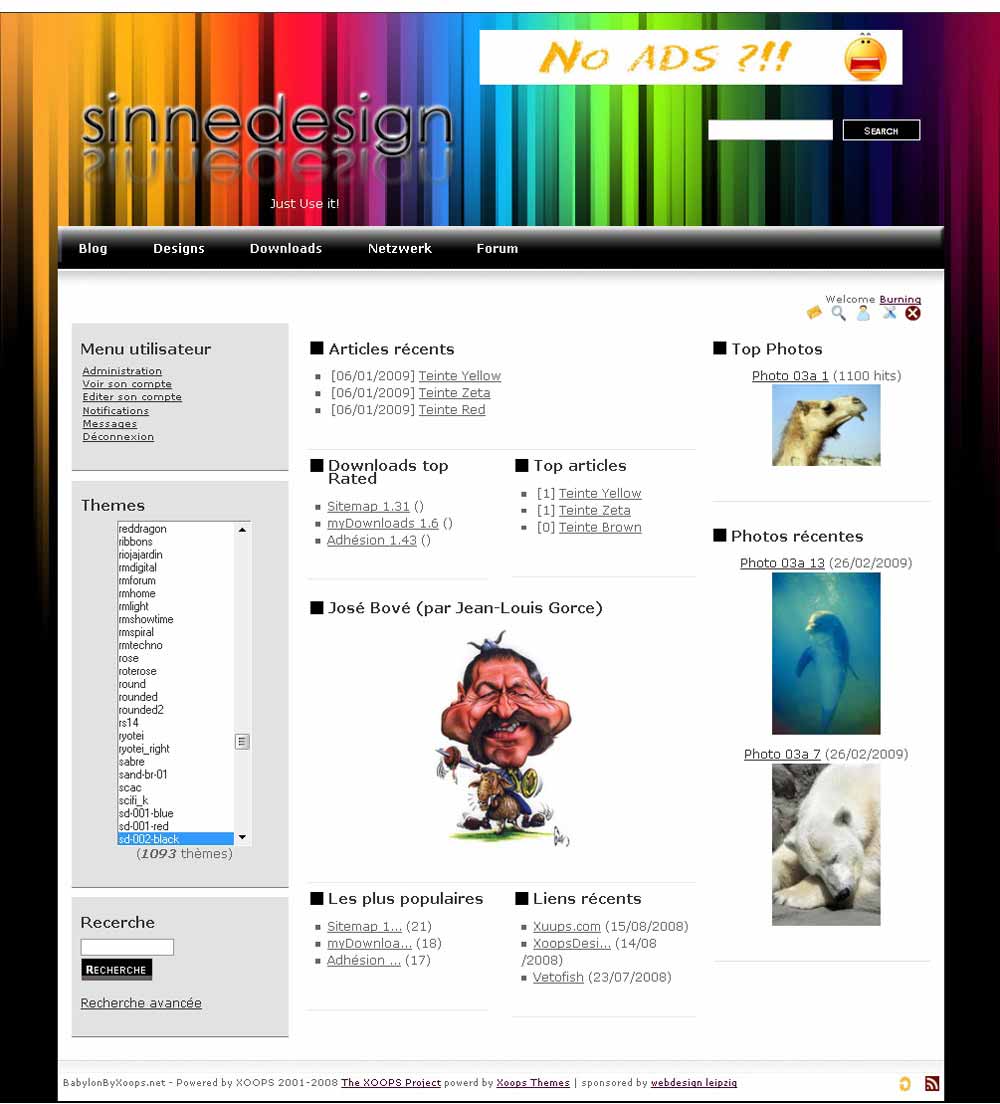 No ads ?!!
sinnedesign
Search
Just Use it!
Blog Designs Downloads Netzwerk Forum
Welcome Burning
Menu utilisateur
Administration
Voir son compte
Editer son compte
Notifications
Messages
Déconnexion
Themes
reddragon
ribbons
riojajardin
rmdigital
rmforum
rmhome
rmlight
rmshowtime
rmspiral
rmtechno
rose
roterose
round
rounded
rounded2
rs14
ryotei
ryotei_right
sabre
sand-br-01
scac
scifi_k
sd-001-blue
sd-001-red
sd-002-black
(1093 thèmes)
Recerche
Recherche
Recherche avancée
Articles récents
[06/01/2009] Teinte Yellow
[06/01/2009] Teinte Zeta
[06/01/2009] Teinte Red
Downloads top
Rated
Sitemap 1.31 ()
myDownloads 1.6 ()
Adhésion 1.43 ()
Top articles
[1] Teinte Yellow
[1] Teinte Zeta
[0] Teinte Brown
José Bové (par Jean-Louis Gorce)
Les plus populaires
Sitemap 1... (21)
myDownloa... (18)
Adhésion ... (17)
Liens récents
Xuups.com (15/08/2008)
XoopsDesi... (14/08
/2008)
Vetofish (23/07/2008)
Top Photos
Photo 03a 1 (1100 hits)
Photos récentes
Photo 03a 13 (26/02/2009)
Photo 03a 7 (26/02/2009)
BabylonByXoops.net - Powered by XOOPS 2001-2008 The XOOPS Project powerd by Xoops Themes | sponsored by webdesign leipzig